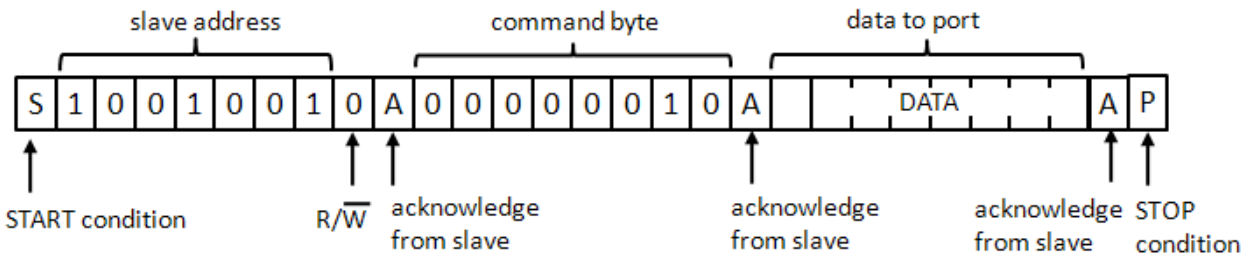 slave address command byte data to port
S 1 0 0 1 0 0 1 0 A 0 0 0 0 0 0 1 0 A DATA A P
START condition R/W̅ acknowledge from slave acknowledge from slave acknowledge from slave STOP condition